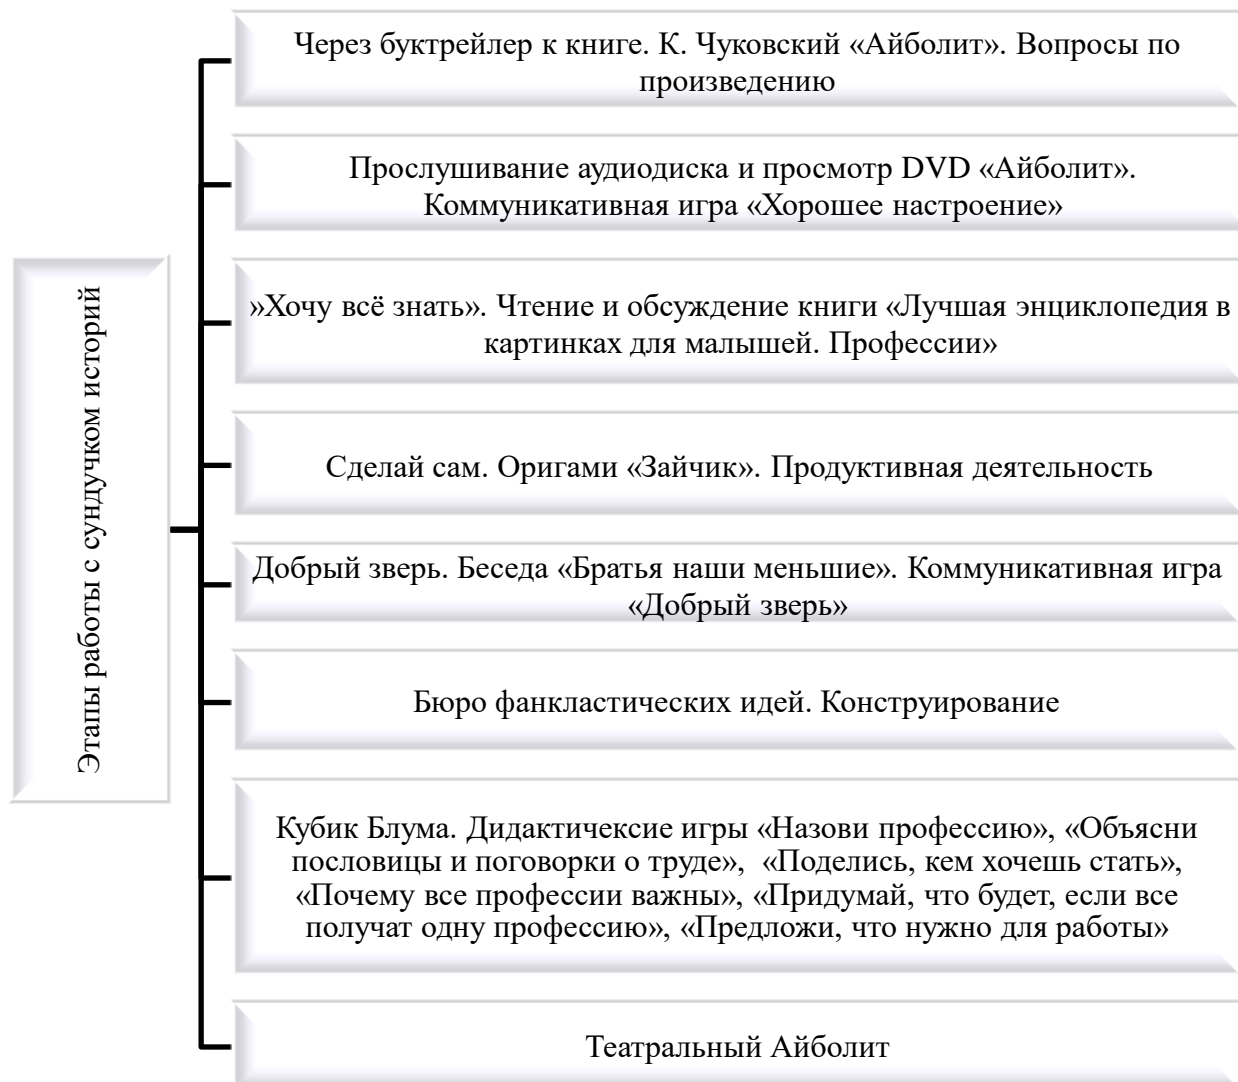 Этапы работы с сундучком историй
Через буктрейлер к книге. К. Чуковский «Айболит». Вопросы по
произведению
Прослушивание аудиодиска и просмотр DVD «Айболит».
Коммуникативная игра «Хорошее настроение»
»Хочу всё знать». Чтение и обсуждение книги «Лучшая энциклопедия в
картинках для малышей. Профессии»
Сделай сам. Оригами «Зайчик». Продуктивная деятельность
Добрый зверь. Беседа «Братья наши меньшие». Коммуникативная игра
«Добрый зверь»
Бюро фанкластических идей. Конструирование
Кубик Блума. Дидактичексие игры «Назови профессию», «Объясни
пословицы и поговорки о труде», «Поделись, кем хочешь стать»,
«Почему все профессии важны», «Придумай, что будет, если все
получат одну профессию», «Предложи, что нужно для работы»
Театральный Айболит